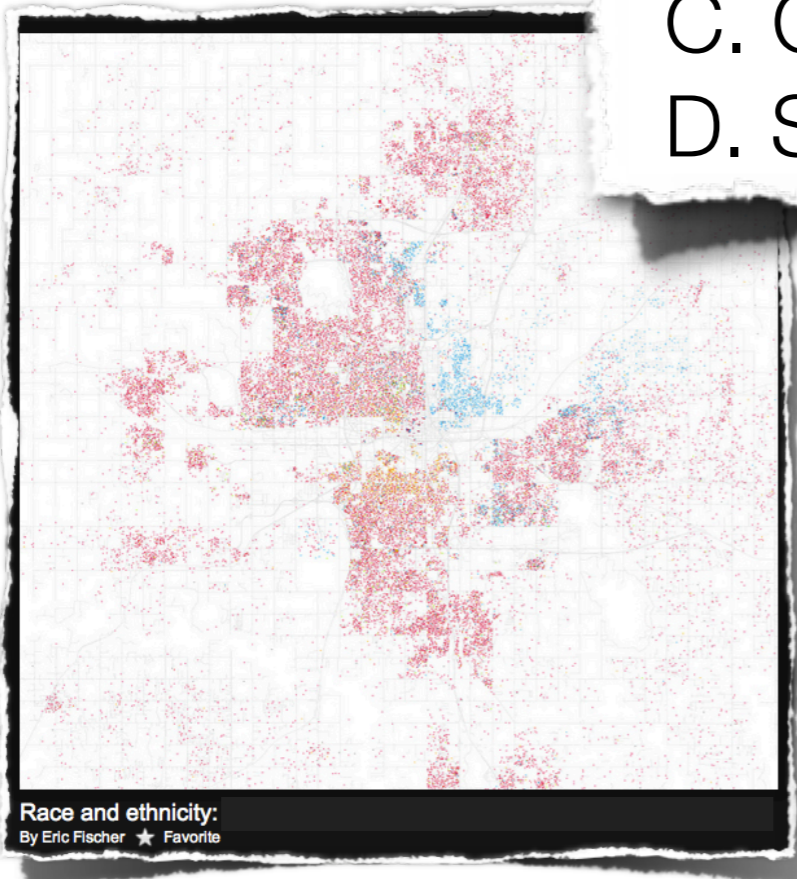 C.
D. S
Race and ethnicity:
By Eric Fischer ★ Favorite